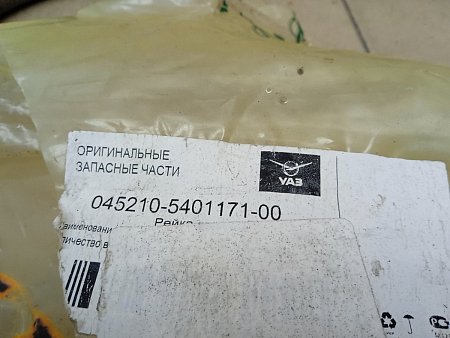 ОРИГИНАЛЬНЫЕ
ЗАПАСНЫЕ ЧАСТИ
УАЗ
045210-5401171-00
Рейка